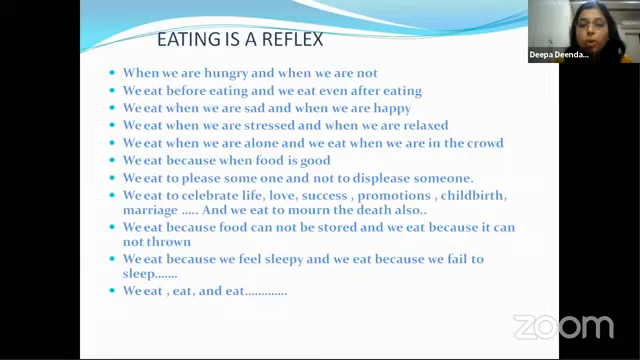 EATING IS A REFLEX
Deepa Deenda...
• When we are hungry and when we are not
• We eat before eating and we eat even after eating
• We eat when we are sad and when we are happy
• We eat when we are stressed and when we are relaxed
• We eat when we are alone and we eat when we are in the crowd
• We eat because when food is good
• We eat to please some one and not to displease someone.
• We eat to celebrate life, love, success , promotions , childbirth,
marriage ..... And we eat to mourn the death also..
• We eat because food can not be stored and we eat because it can
not thrown
• We eat because we feel sleepy and we eat because we fail to
sleep.......
• We eat , eat, and eat.............
zoom